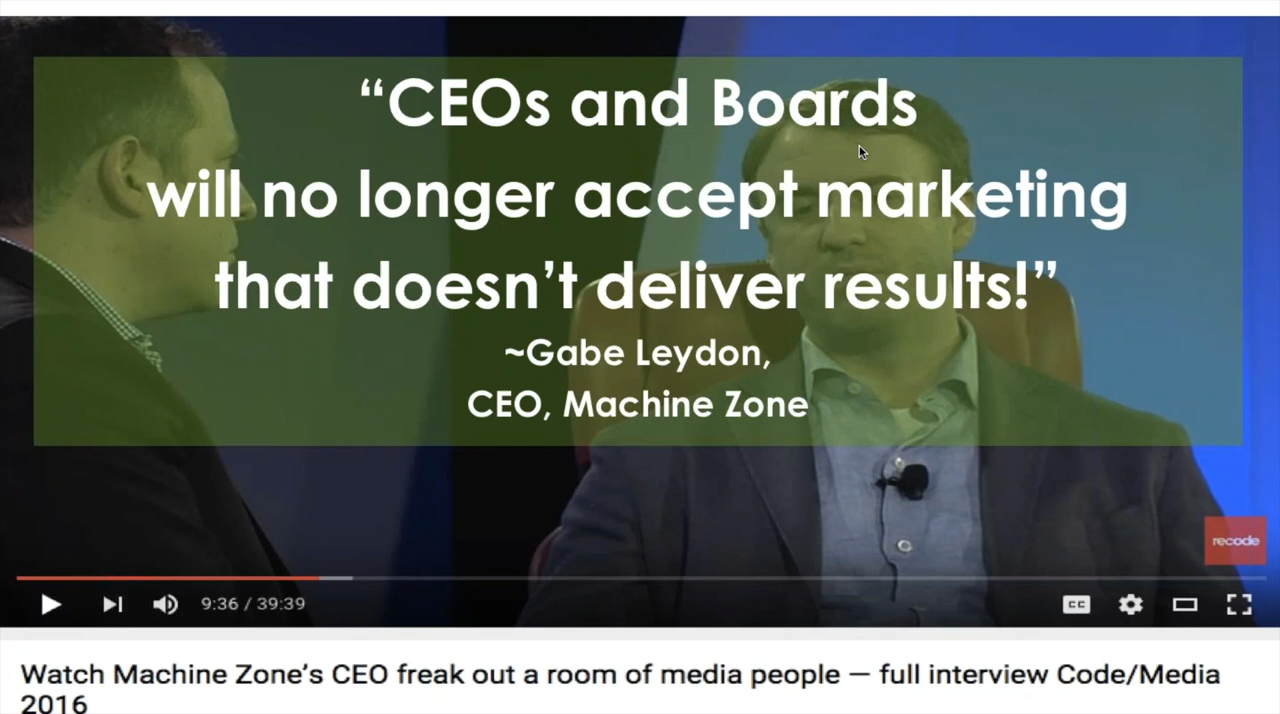 “CEOs and Boards
will no longer accept marketing
that doesn’t deliver results!”
~Gabe Leydon,
CEO, Machine Zone
recode
9:36 / 39:39
CC
Watch Machine Zone’s CEO freak out a room of media people — full interview Code/Media
2016